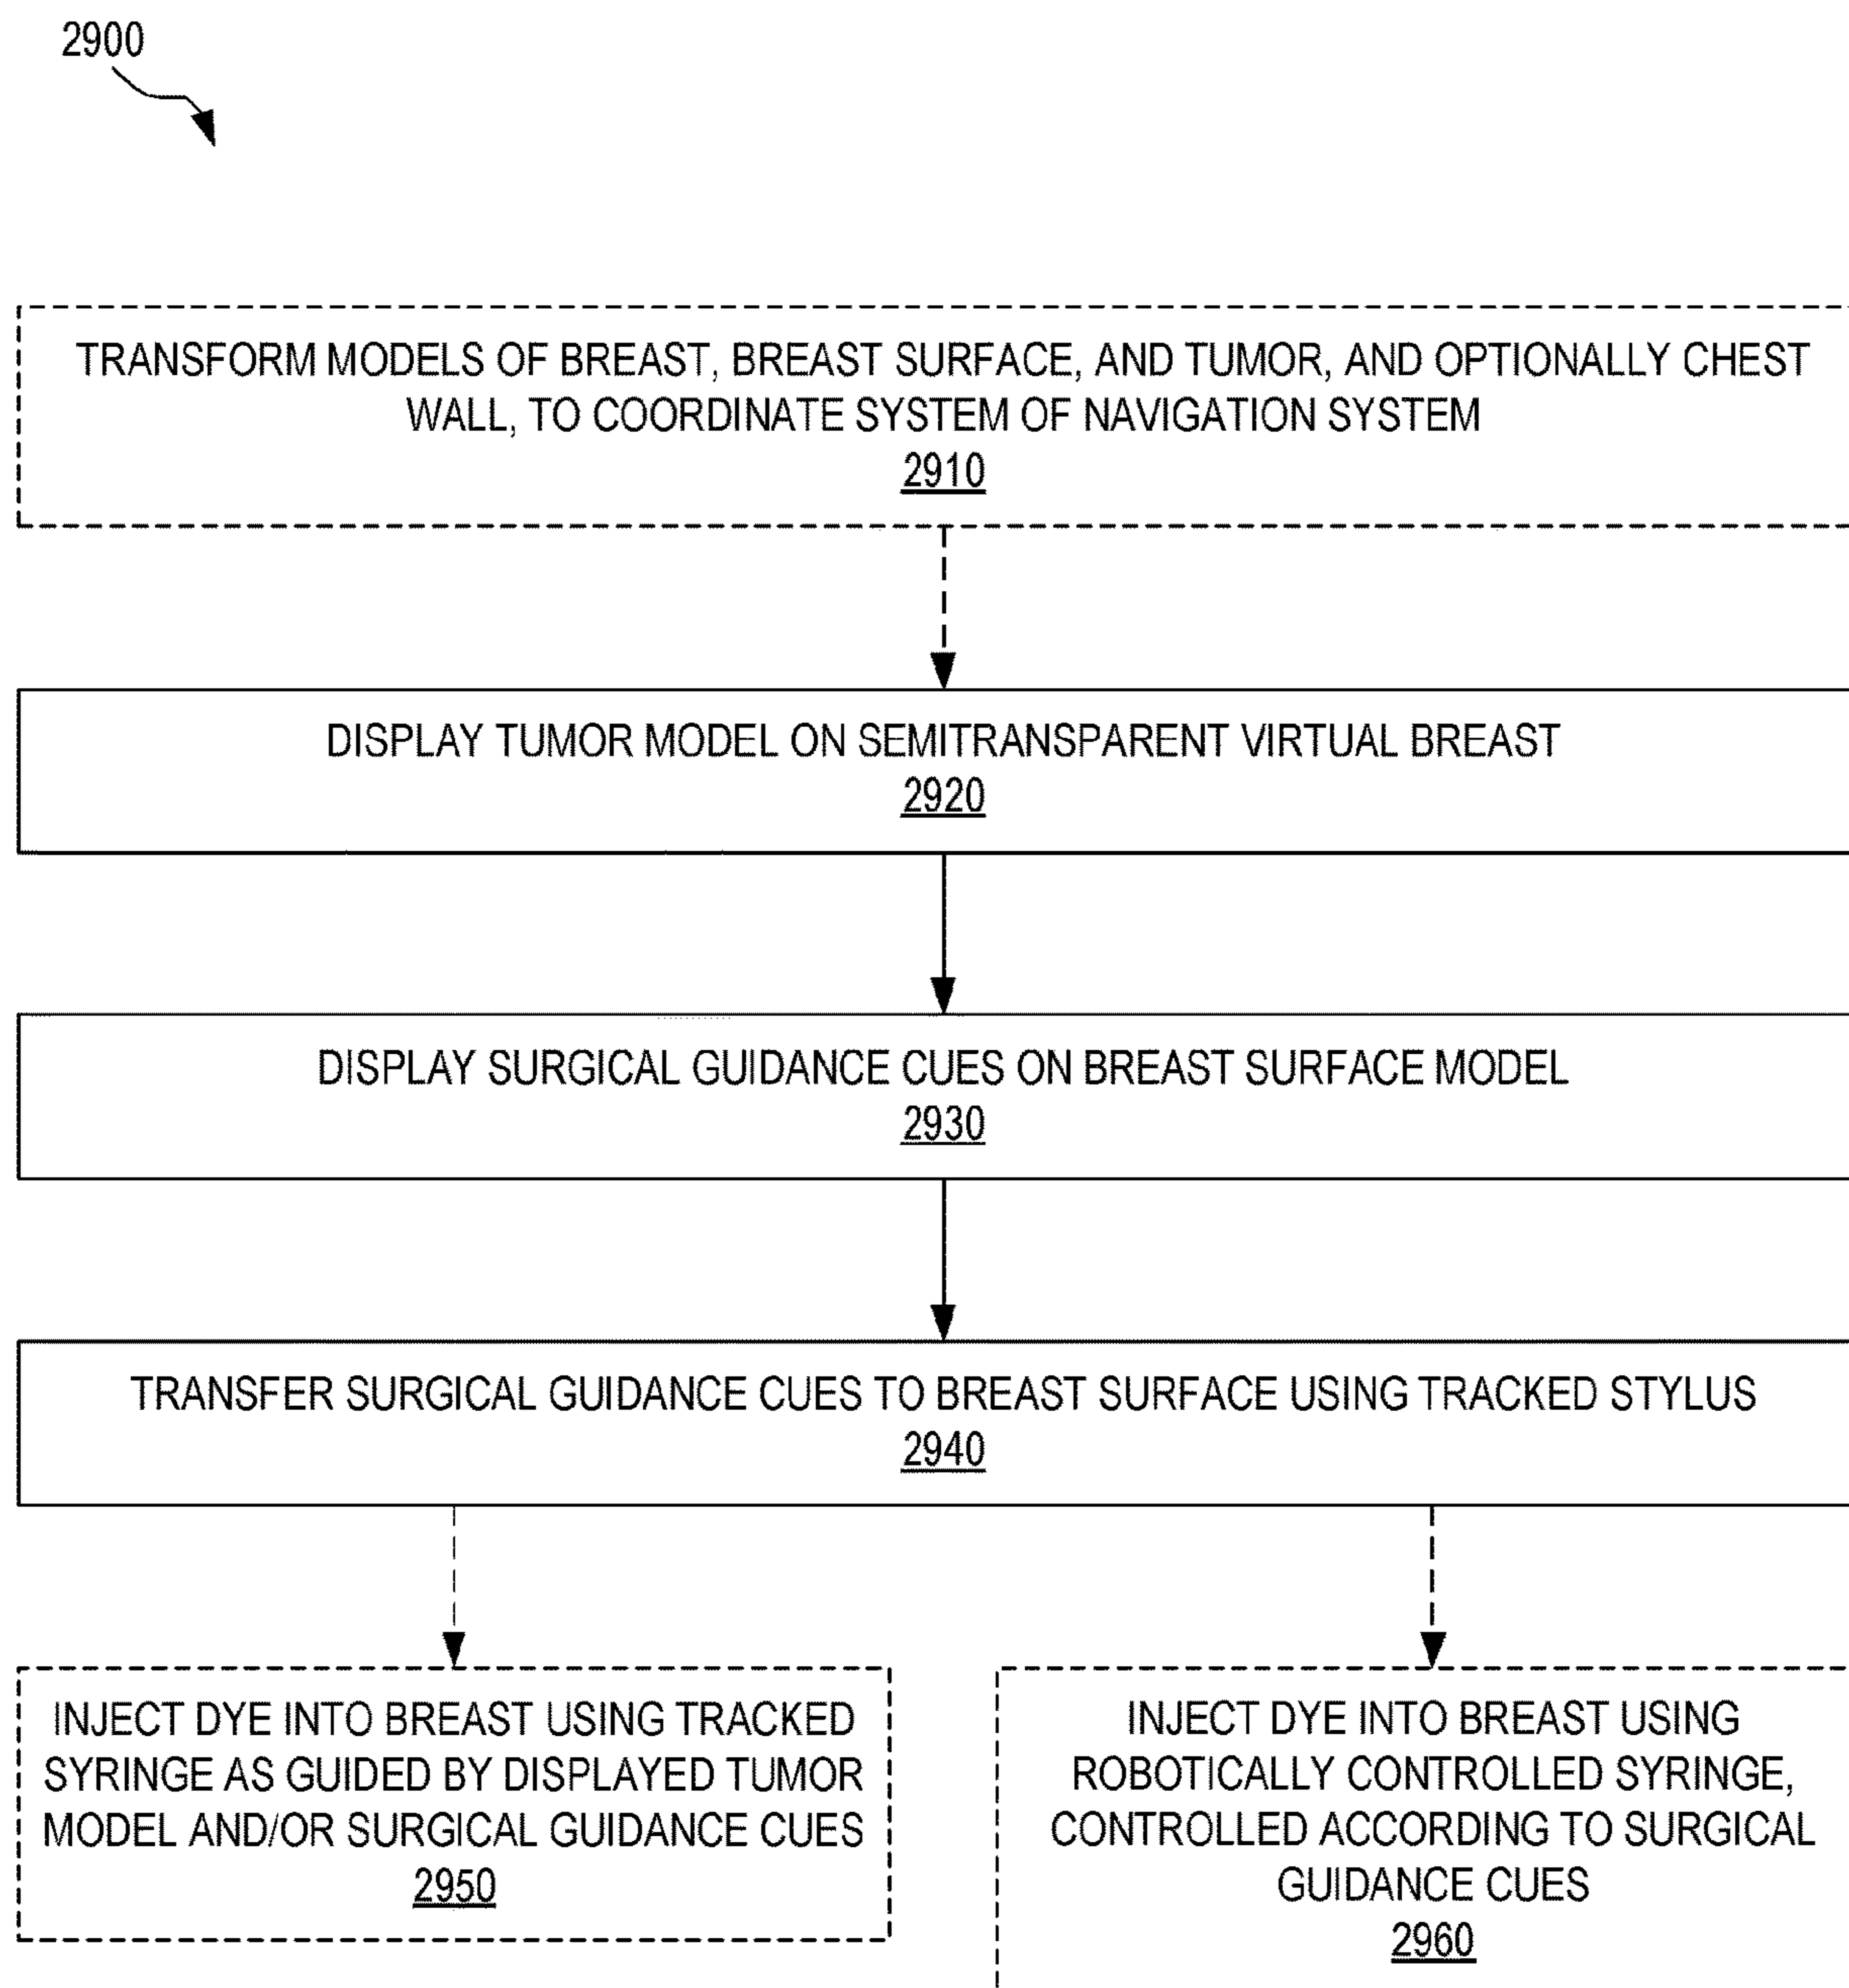 2900
TRANSFORM MODELS OF BREAST, BREAST SURFACE, AND TUMOR, AND OPTIONALLY CHEST
WALL, TO COORDINATE SYSTEM OF NAVIGATION SYSTEM
2910
DISPLAY TUMOR MODEL ON SEMITRANSPARENT VIRTUAL BREAST
2920
DISPLAY SURGICAL GUIDANCE CUES ON BREAST SURFACE MODEL
2930
TRANSFER SURGICAL GUIDANCE CUES TO BREAST SURFACE USING TRACKED STYLUS
2940
INJECT DYE INTO BREAST USING TRACKED
SYRINGE AS GUIDED BY DISPLAYED TUMOR
MODEL AND/OR SURGICAL GUIDANCE CUES
2950
INJECT DYE INTO BREAST USING
ROBOTICALLY CONTROLLED SYRINGE,
CONTROLLED ACCORDING TO SURGICAL
GUIDANCE CUES
2960